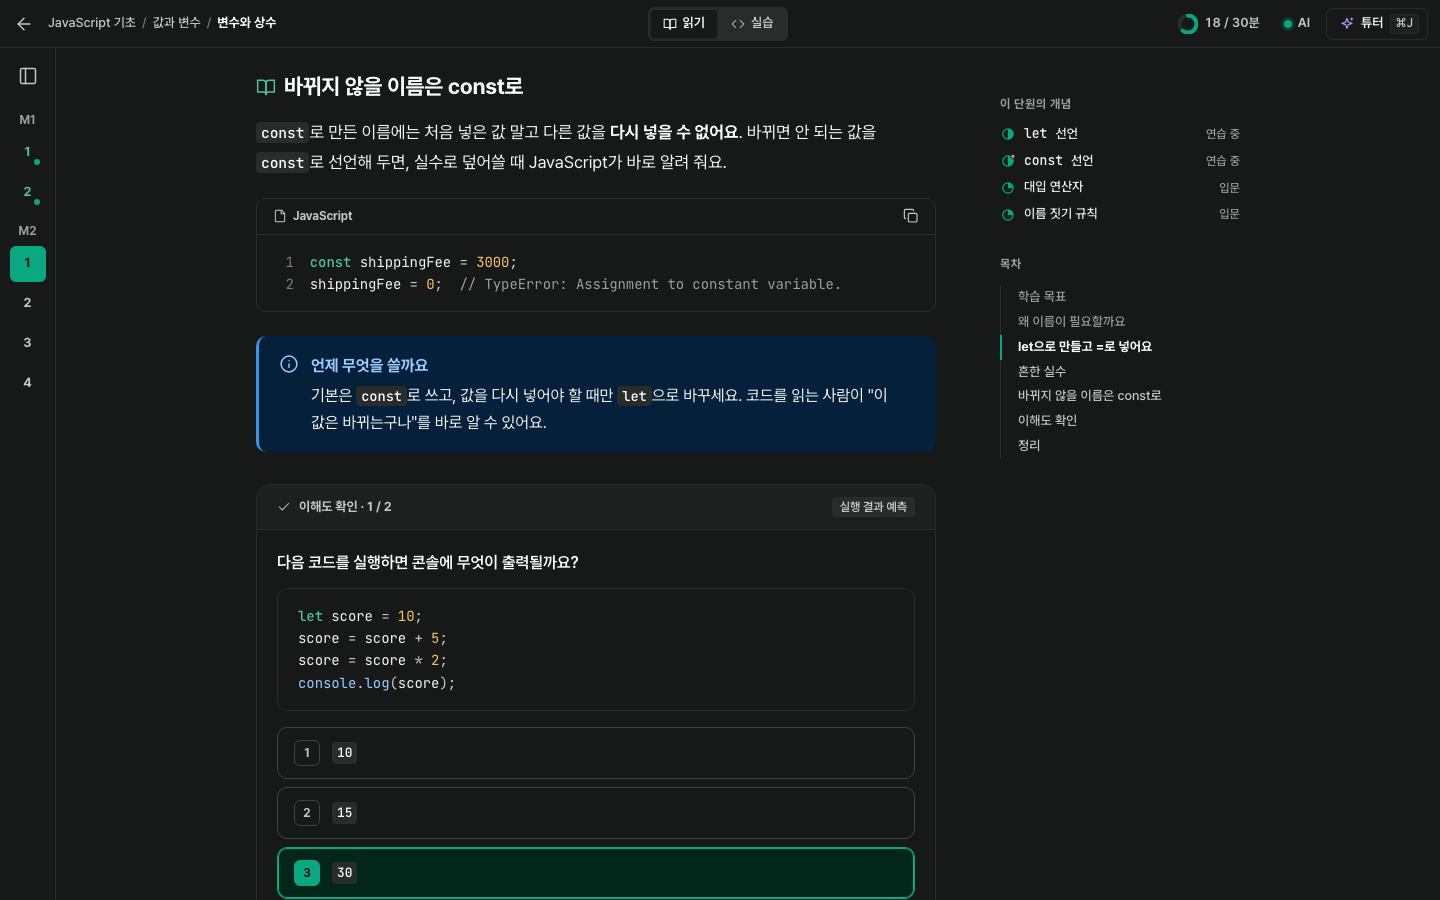 JavaScript 기초 / 값과 변수 / 변수와 상수
읽기
실습
18 / 30분
AI
튜터 ⌘J
M1
1
2
M2
1
2
3
4
바뀌지 않을 이름은 const로
const로 만든 이름에는 처음 넣은 값 말고 다른 값을 다시 넣을 수 없어요. 바뀌면 안 되는 값을
const로 선언해 두면, 실수로 덮어쓸 때 JavaScript가 바로 알려 줘요.
JavaScript
1 const shippingFee = 3000;
2 shippingFee = 0;  // TypeError: Assignment to constant variable.
언제 무엇을 쓸까요
기본은 const로 쓰고, 값을 다시 넣어야 할 때만 let으로 바꾸세요. 코드를 읽는 사람이 "이
값은 바뀌는구나"를 바로 알 수 있어요.
이해도 확인 · 1 / 2
실행 결과 예측
다음 코드를 실행하면 콘솔에 무엇이 출력될까요?
let score = 10;
score = score + 5;
score = score * 2;
console.log(score);
1 10
2 15
3 30
이 단원의 개념
let 선언 연습 중
const 선언 연습 중
대입 연산자 입문
이름 짓기 규칙 입문
목차
학습 목표
왜 이름이 필요할까요
let으로 만들고 =로 넣어요
흔한 실수
바뀌지 않을 이름은 const로
이해도 확인
정리